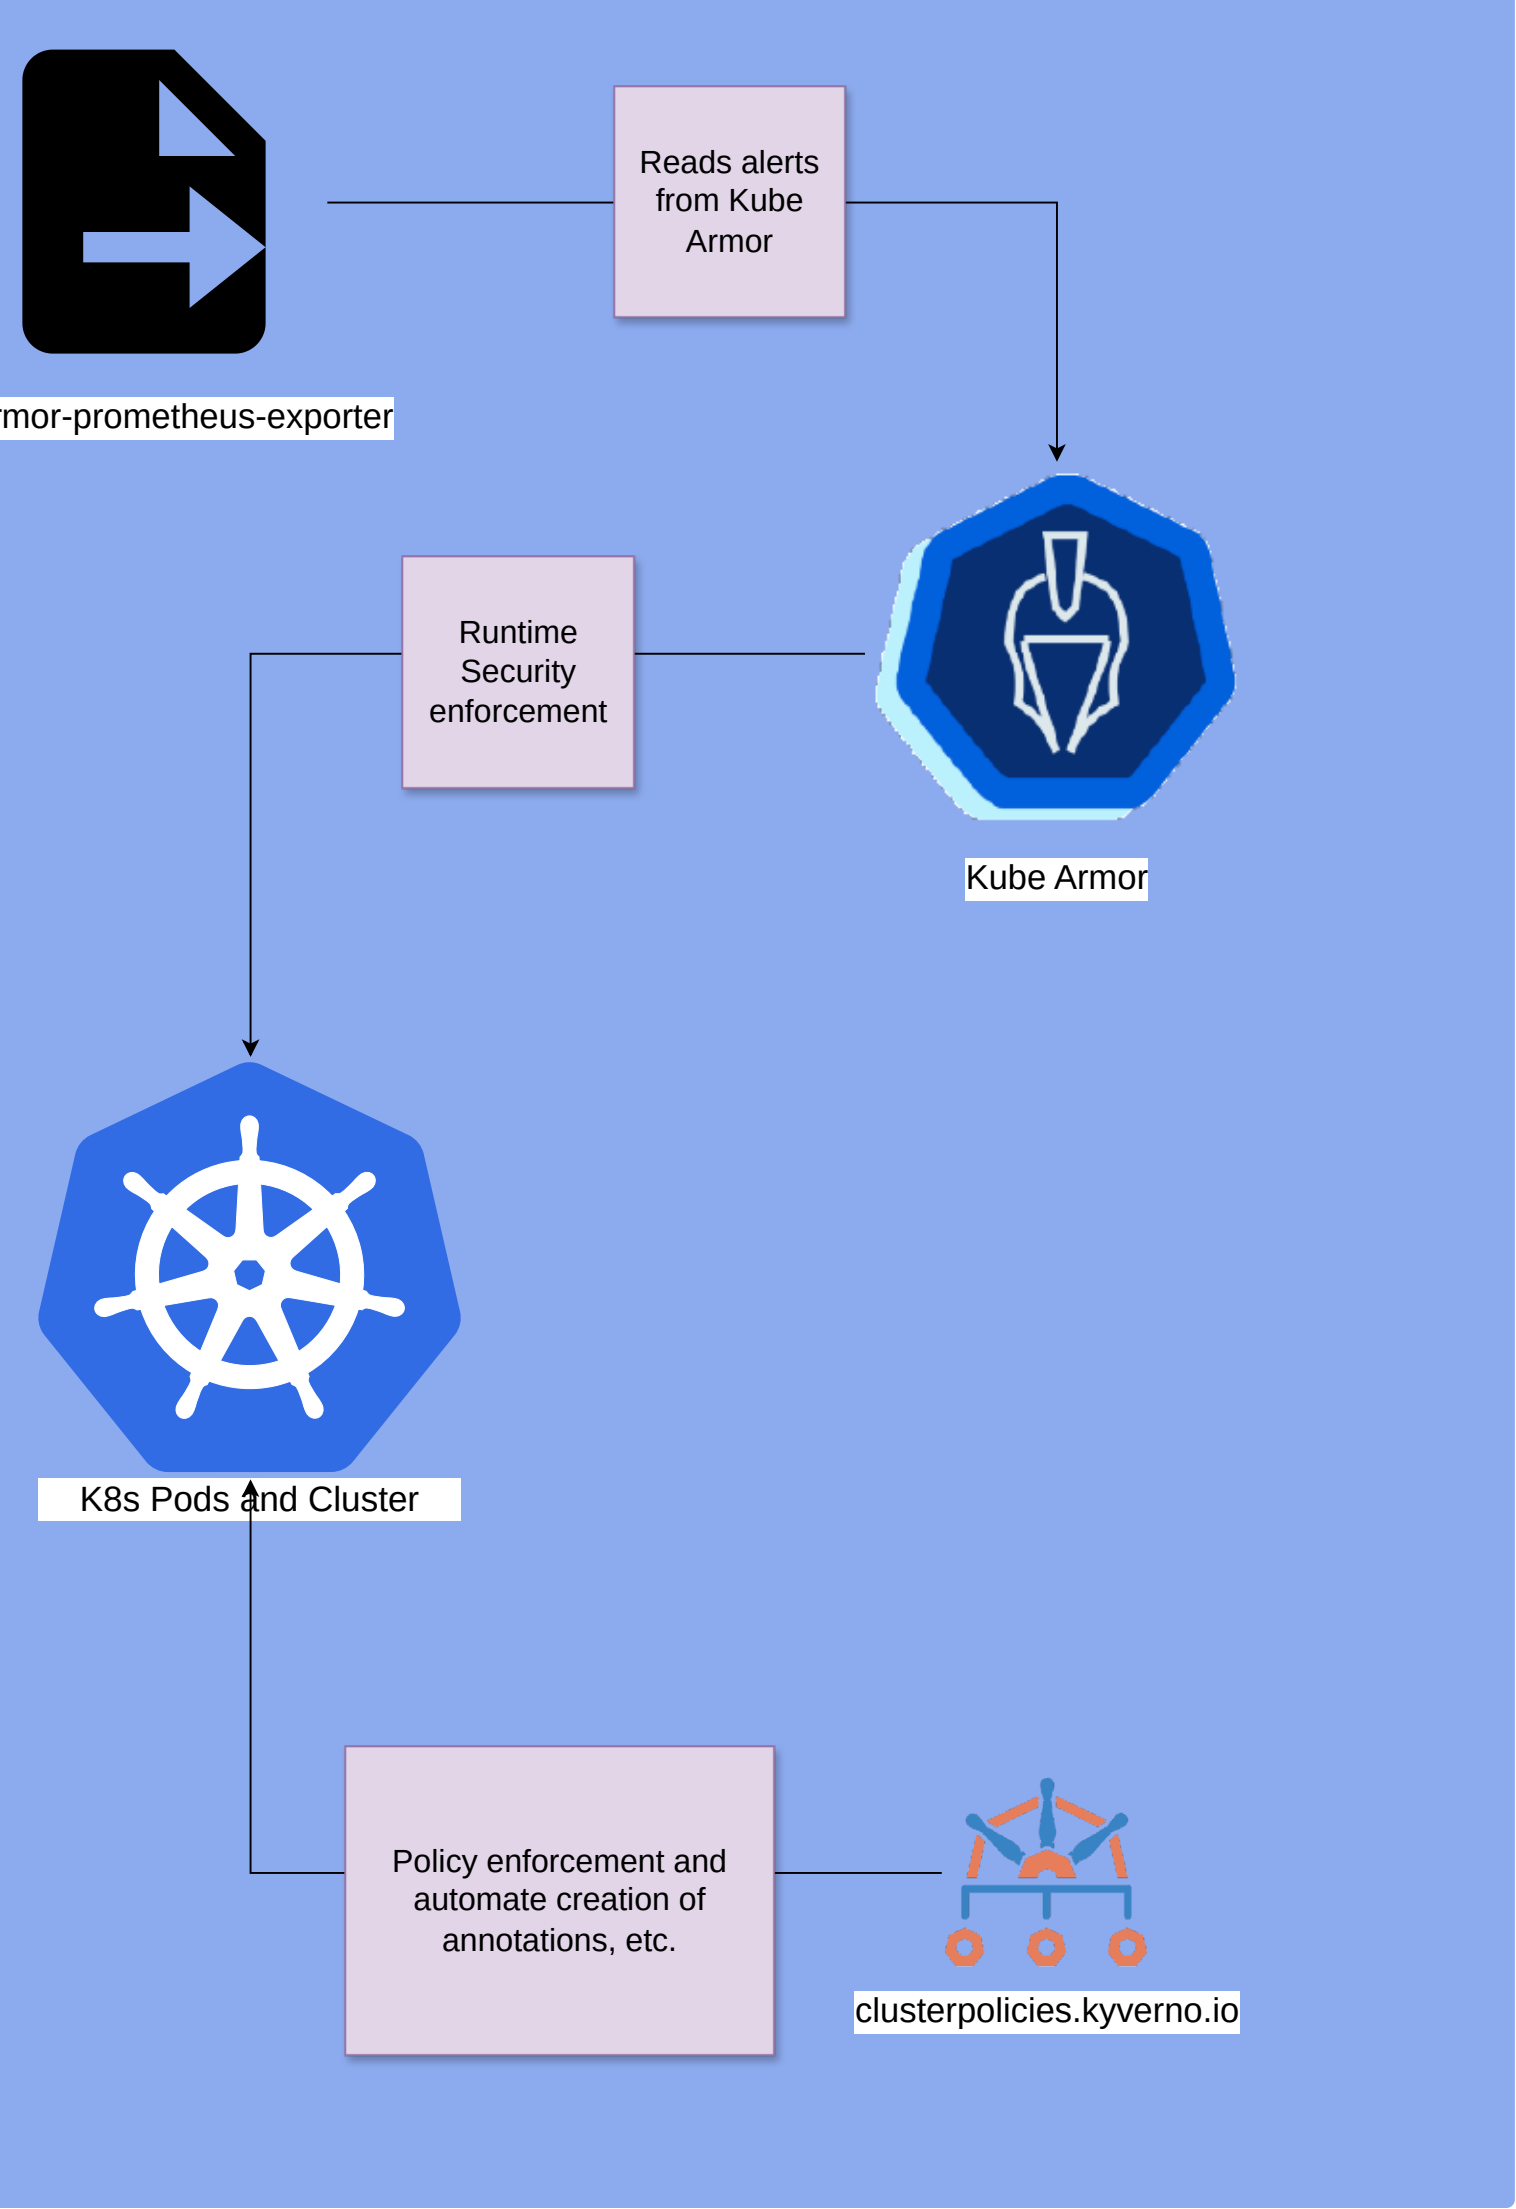 Reads alerts
from Kube
Armor
rmor-prometheus-exporter
Runtime
Security
enforcement
Kube Armor
K8s Pods and Cluster
Policy enforcement and
automate creation of
annotations, etc.
clusterpolicies.kyverno.io